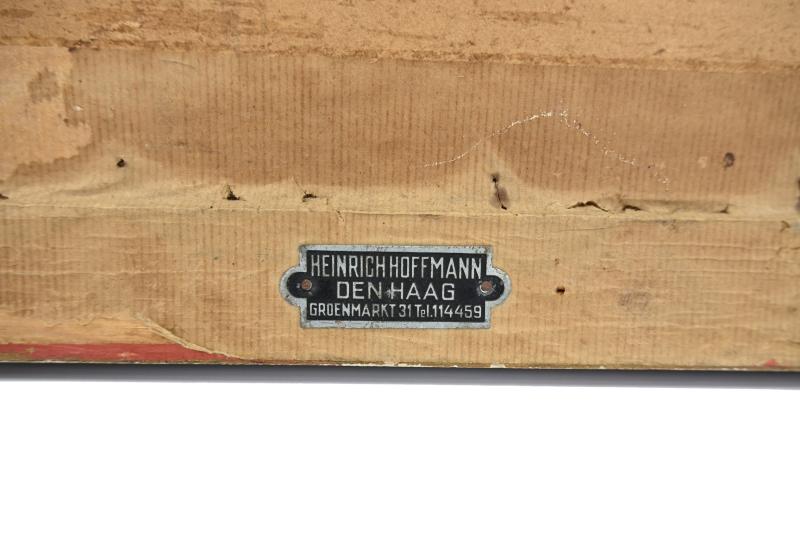 HEINRICH HOFFMANN
DEN HAAG
GROENMARKT 31 Tel. 114459